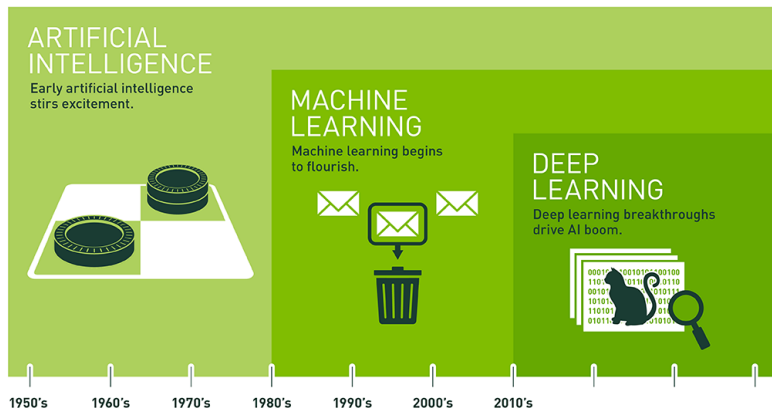 ARTIFICIAL
INTELLIGENCE
Early artificial intelligence
stirs excitement.
MACHINE
LEARNING
Machine learning begins
to flourish.
DEEP
LEARNING
Deep learning breakthroughs
drive AI boom.
1950's 1960's 1970's 1980's 1990's 2000's 2010's